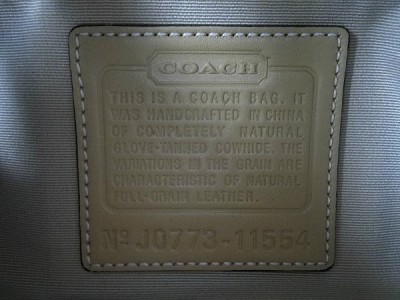 COACH
THIS IS A COACH BAG. IT
WAS HANDCRAFTED IN CHINA
OF COMPLETELY NATURAL
GLOVE-TANNED COWHIDE. THE
VARIATIONS IN THE GRAIN ARE
CHARACTERISTIC OF NATURAL
FULL-GRAIN LEATHER.
Nº J0773-11554